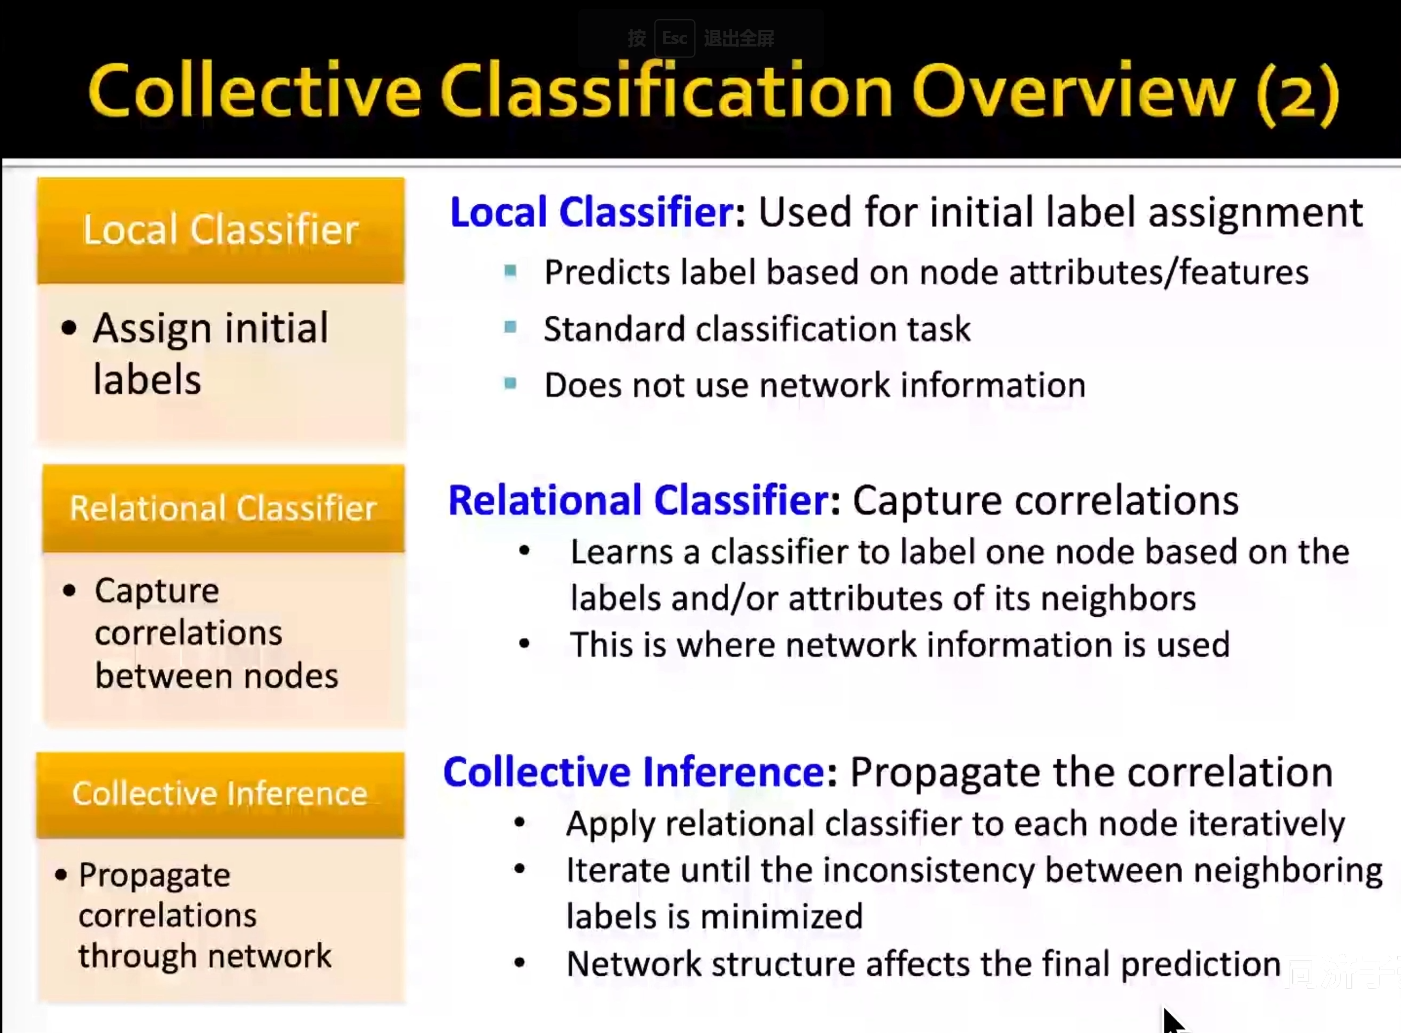 按 Esc 退出全屏
Collective Classification Overview (2)
Local Classifier
• Assign initial
labels
Local Classifier: Used for initial label assignment
▪ Predicts label based on node attributes/features
▪ Standard classification task
▪ Does not use network information
Relational Classifier
• Capture
correlations
between nodes
Relational Classifier: Capture correlations
• Learns a classifier to label one node based on the
labels and/or attributes of its neighbors
• This is where network information is used
Collective Inference
• Propagate
correlations
through network
Collective Inference: Propagate the correlation
• Apply relational classifier to each node iteratively
• Iterate until the inconsistency between neighboring
labels is minimized
• Network structure affects the final prediction